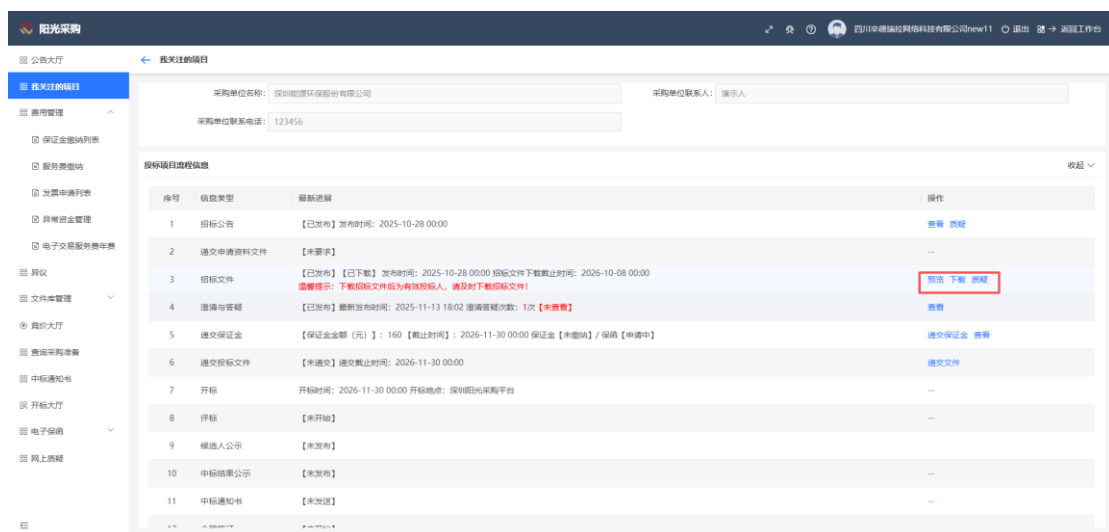 阳光采购
四川辛德瑞拉网络科技有限公司new11 退出 返回工作台
公告大厅
我关注的项目
费用管理
保证金缴纳列表
服务费缴纳
发票申请列表
异常资金管理
电子交易服务费年费
异议
文件库管理
竞价大厅
查询采购准备
中标通知书
开标大厅
电子保函
网上质疑
← 我关注的项目
采购单位名称： 深圳能源环保股份有限公司 采购单位联系人： 演示人
采购单位联系电话： 123456
投标项目流程信息 收起
序号 信息类型 最新进展 操作
1 招标公告 【已发布】发布时间：2025-10-28 00:00 查看 质疑
2 递交申请资料文件 【未要求】 --
3 招标文件 【已发布】【已下载】 发布时间：2025-10-28 00:00 招标文件下载截止时间：2026-10-08 00:00 预览 下载 质疑
温馨提示：下载招标文件后为有效投标人，请及时下载招标文件！
4 澄清与答疑 【已发布】最新发布时间：2025-11-13 18:02 澄清答疑次数：1次【未查看】 查看
5 递交保证金 【保证金金额（元）】：160 【截止时间】：2026-11-30 00:00 保证金【未缴纳】/ 保函【申请中】 递交保证金 查看
6 递交投标文件 【未递交】递交截止时间：2026-11-30 00:00 递交文件
7 开标 开标时间：2026-11-30 00:00 开标地点：深圳阳光采购平台 --
8 评标 【未开始】 --
9 候选人公示 【未发布】
10 中标结果公示 【未发布】 --
11 中标通知书 【未发送】 --